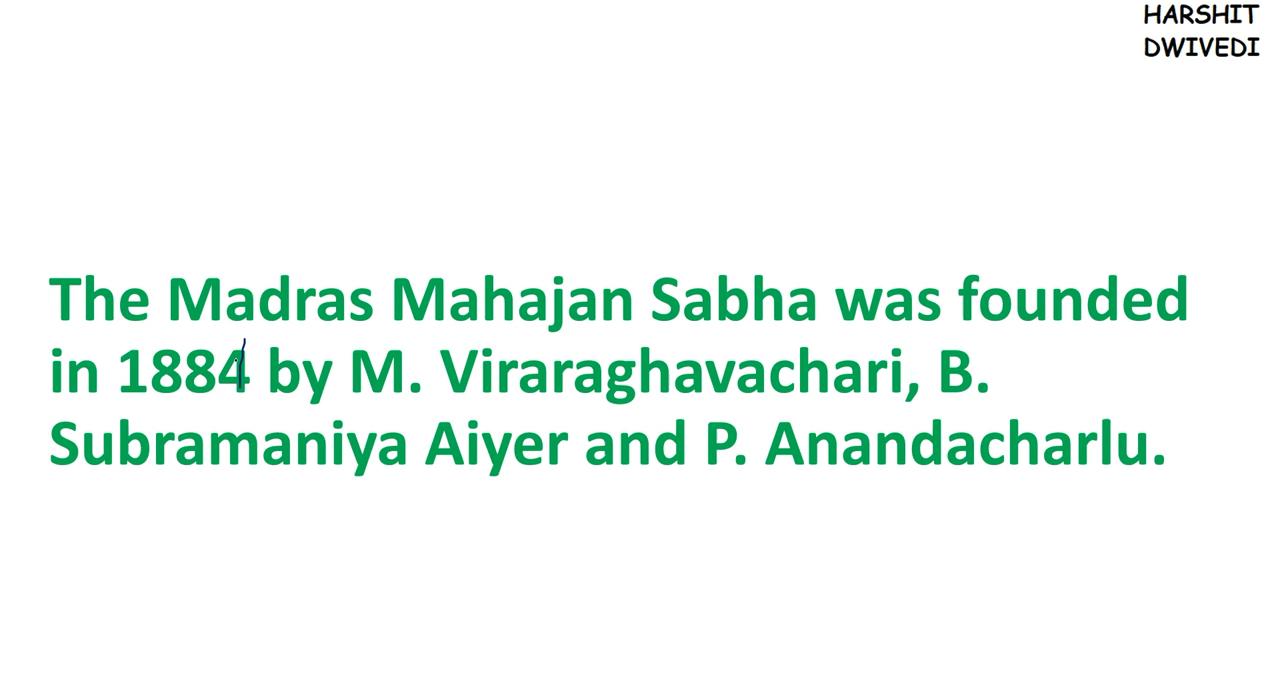 HARSHIT
DWIVEDI
The Madras Mahajan Sabha was founded
in 1884 by M. Viraraghavachari, B.
Subramaniya Aiyer and P. Anandacharlu.